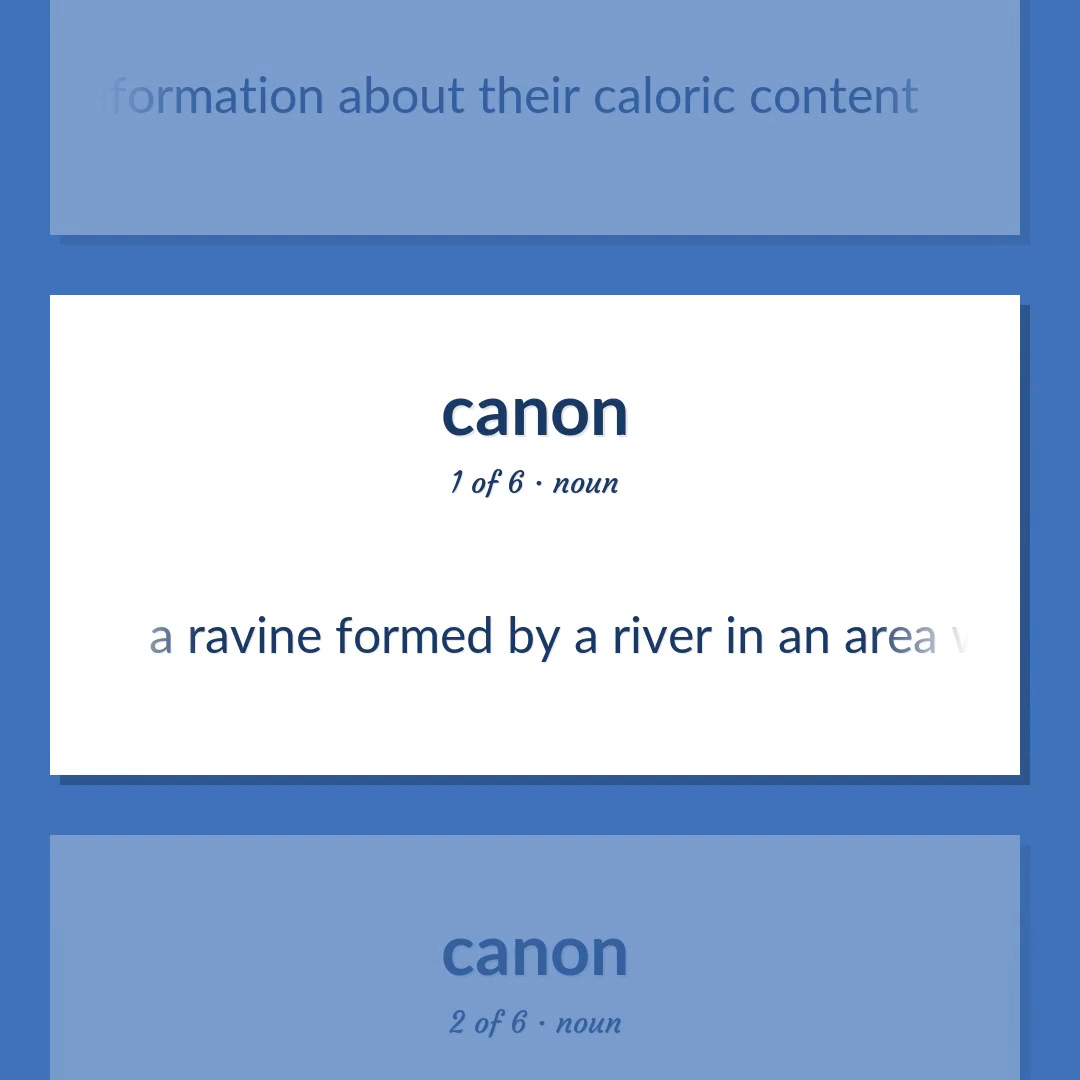 formation about their caloric content
canon
1 of 6 · noun
a ravine formed by a river in an area
canon
2 of 6 · noun